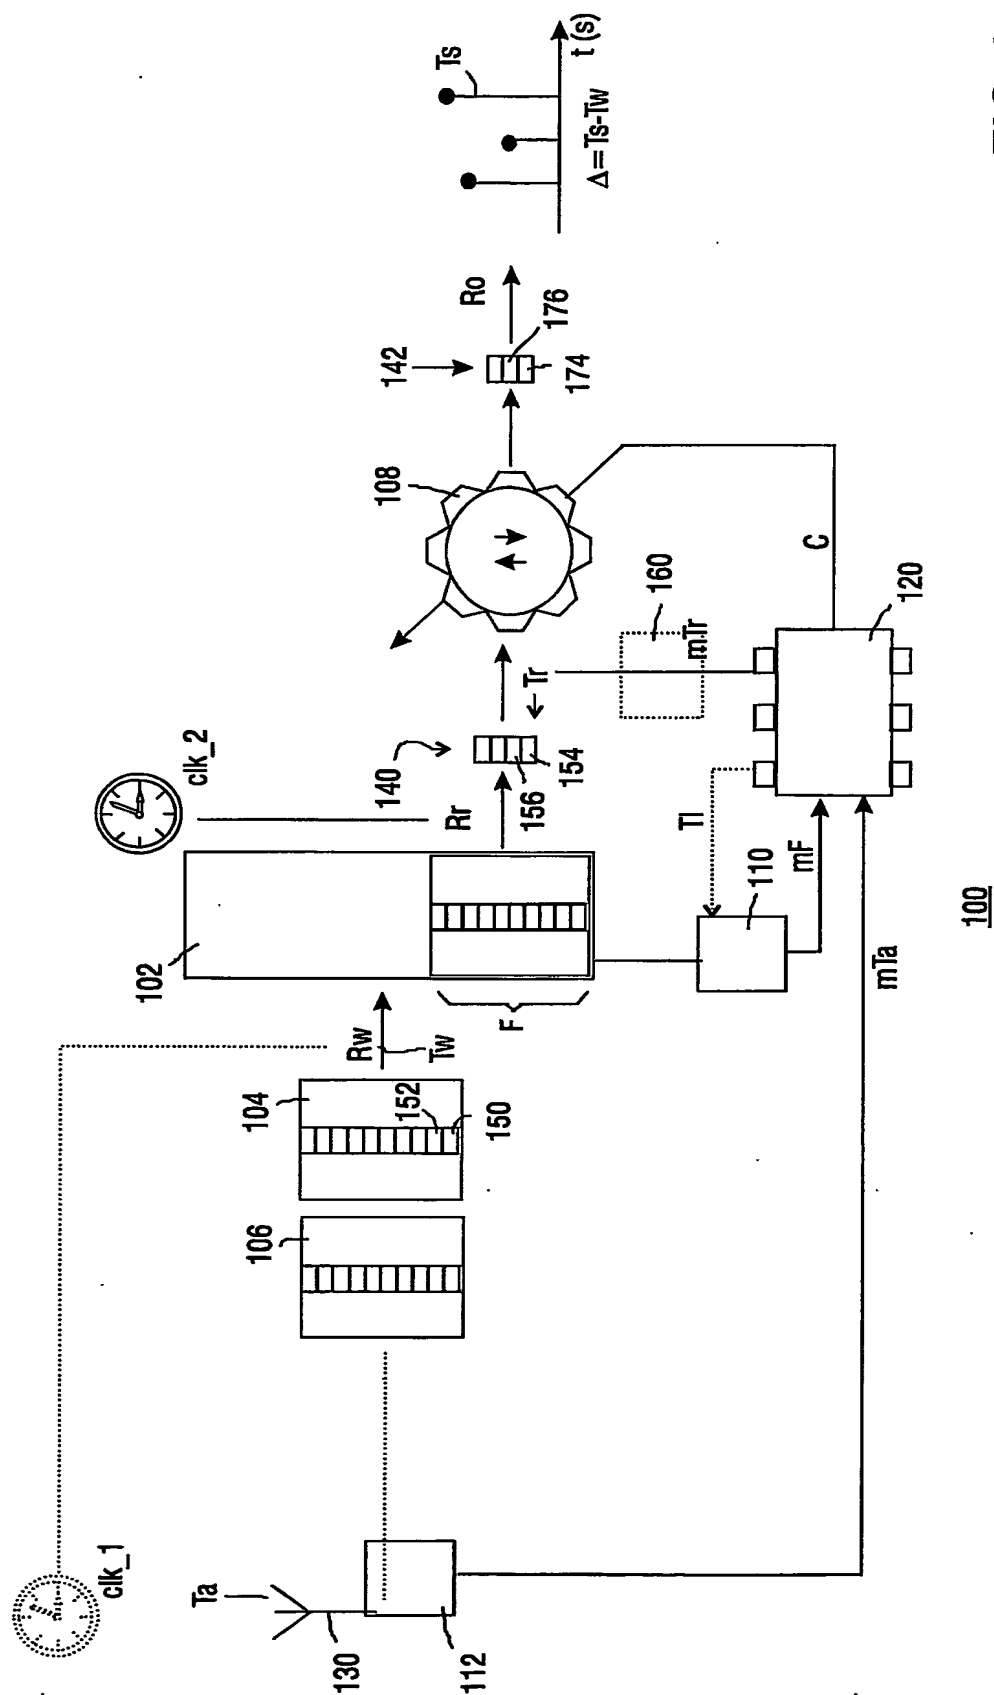 clk_1
Ta
130
112
106
104
152
150
Rw
Tw
102
F
clk_2
Rr
140
156
154
Tr
108
142
Ro
176
174
Ts
t (s)
Δ=Ts-Tw
160
mTr
C
120
Tl
110
mF
mTa
100